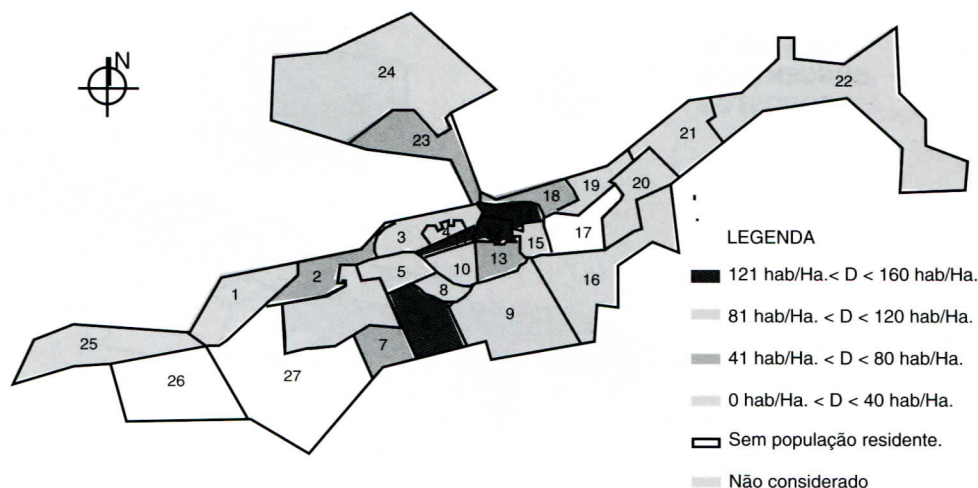 N
24
22
23
21
20
19
18
17
4
3
15
LEGENDA
13
10
5
2
16
121 hab/Ha.< D < 160 hab/Ha.
1
8
9
81 hab/Ha. < D < 120 hab/Ha.
25
7
41 hab/Ha. < D < 80 hab/Ha.
26
27
0 hab/Ha. < D < 40 hab/Ha.
Sem população residente.
Não considerado